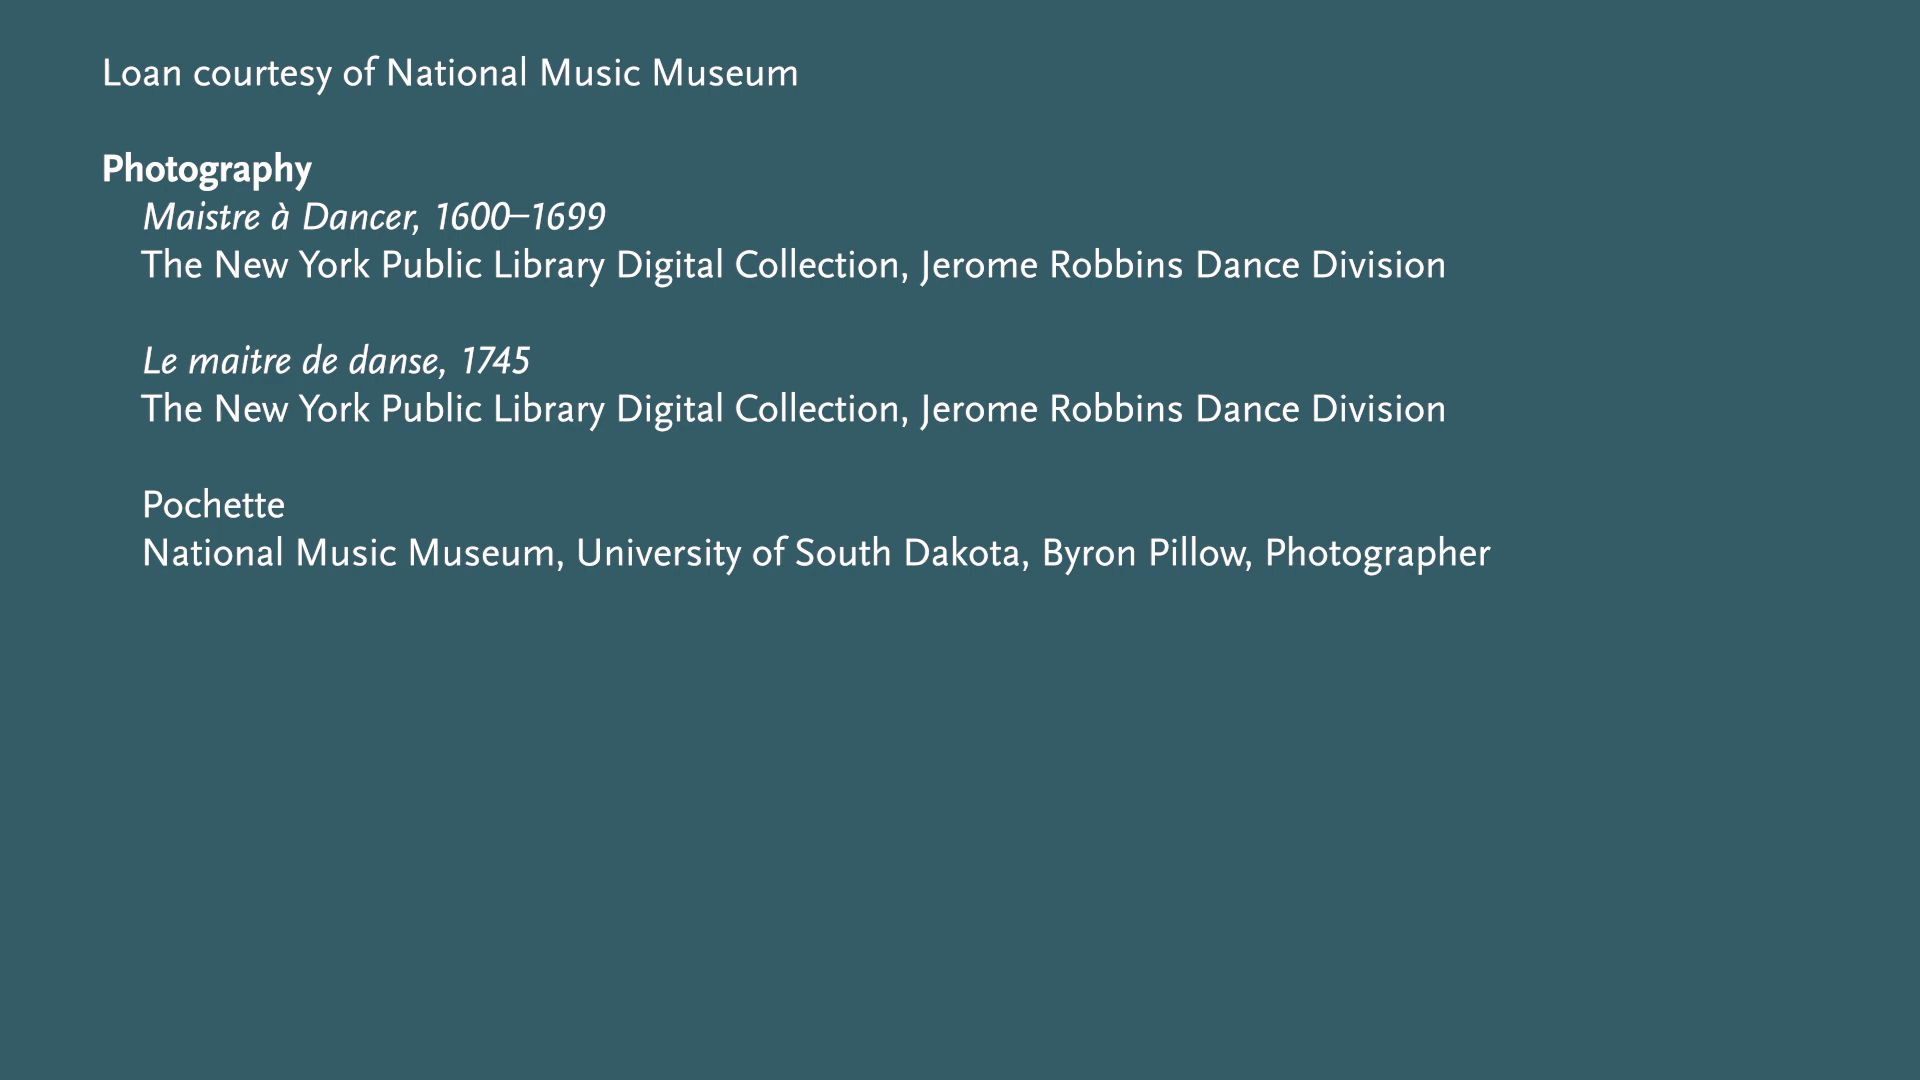 Loan courtesy of National Music Museum
Photography
Maistre à Dancer, 1600–1699
The New York Public Library Digital Collection, Jerome Robbins Dance Division
Le maitre de danse, 1745
The New York Public Library Digital Collection, Jerome Robbins Dance Division
Pochette
National Music Museum, University of South Dakota, Byron Pillow, Photographer